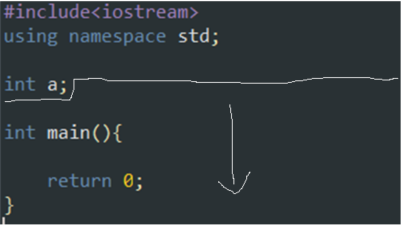 #include<iostream>
using namespace std;
int a;
int main(){
return 0;
}